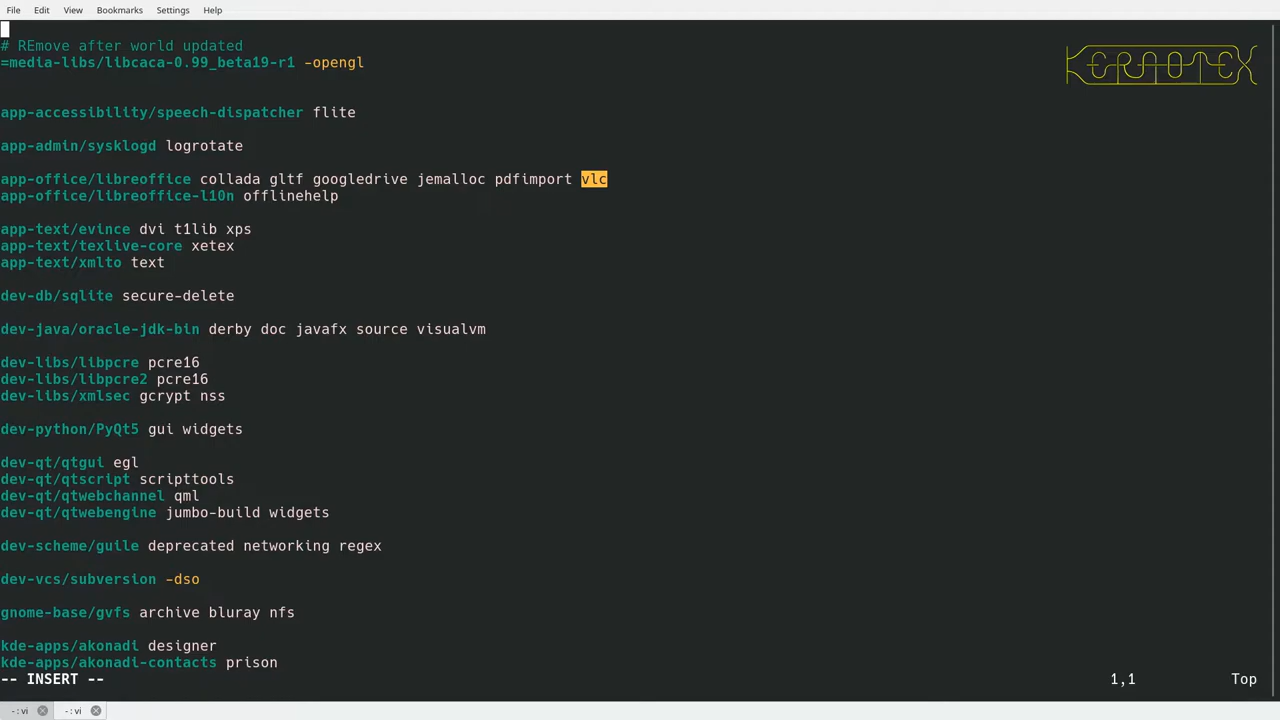 File Edit View Bookmarks Settings Help
# REmove after world updated
=media-libs/libcaca-0.99_beta19-r1 -opengl
KERAOTEX
app-accessibility/speech-dispatcher flite
app-admin/sysklogd logrotate
app-office/libreoffice collada gltf googledrive jemalloc pdfimport vlc
app-office/libreoffice-l10n offlinehelp
app-text/evince dvi t1lib xps
app-text/texlive-core xetex
app-text/xmlto text
dev-db/sqlite secure-delete
dev-java/oracle-jdk-bin derby doc javafx source visualvm
dev-libs/libpcre pcre16
dev-libs/libpcre2 pcre16
dev-libs/xmlsec gcrypt nss
dev-python/PyQt5 gui widgets
dev-qt/qtgui egl
dev-qt/qtscript scripttools
dev-qt/qtwebchannel qml
dev-qt/qtwebengine jumbo-build widgets
dev-scheme/guile deprecated networking regex
dev-vcs/subversion -dso
gnome-base/gvfs archive bluray nfs
kde-apps/akonadi designer
kde-apps/akonadi-contacts prison
-- INSERT -- 1,1 Top
- : vi - : vi